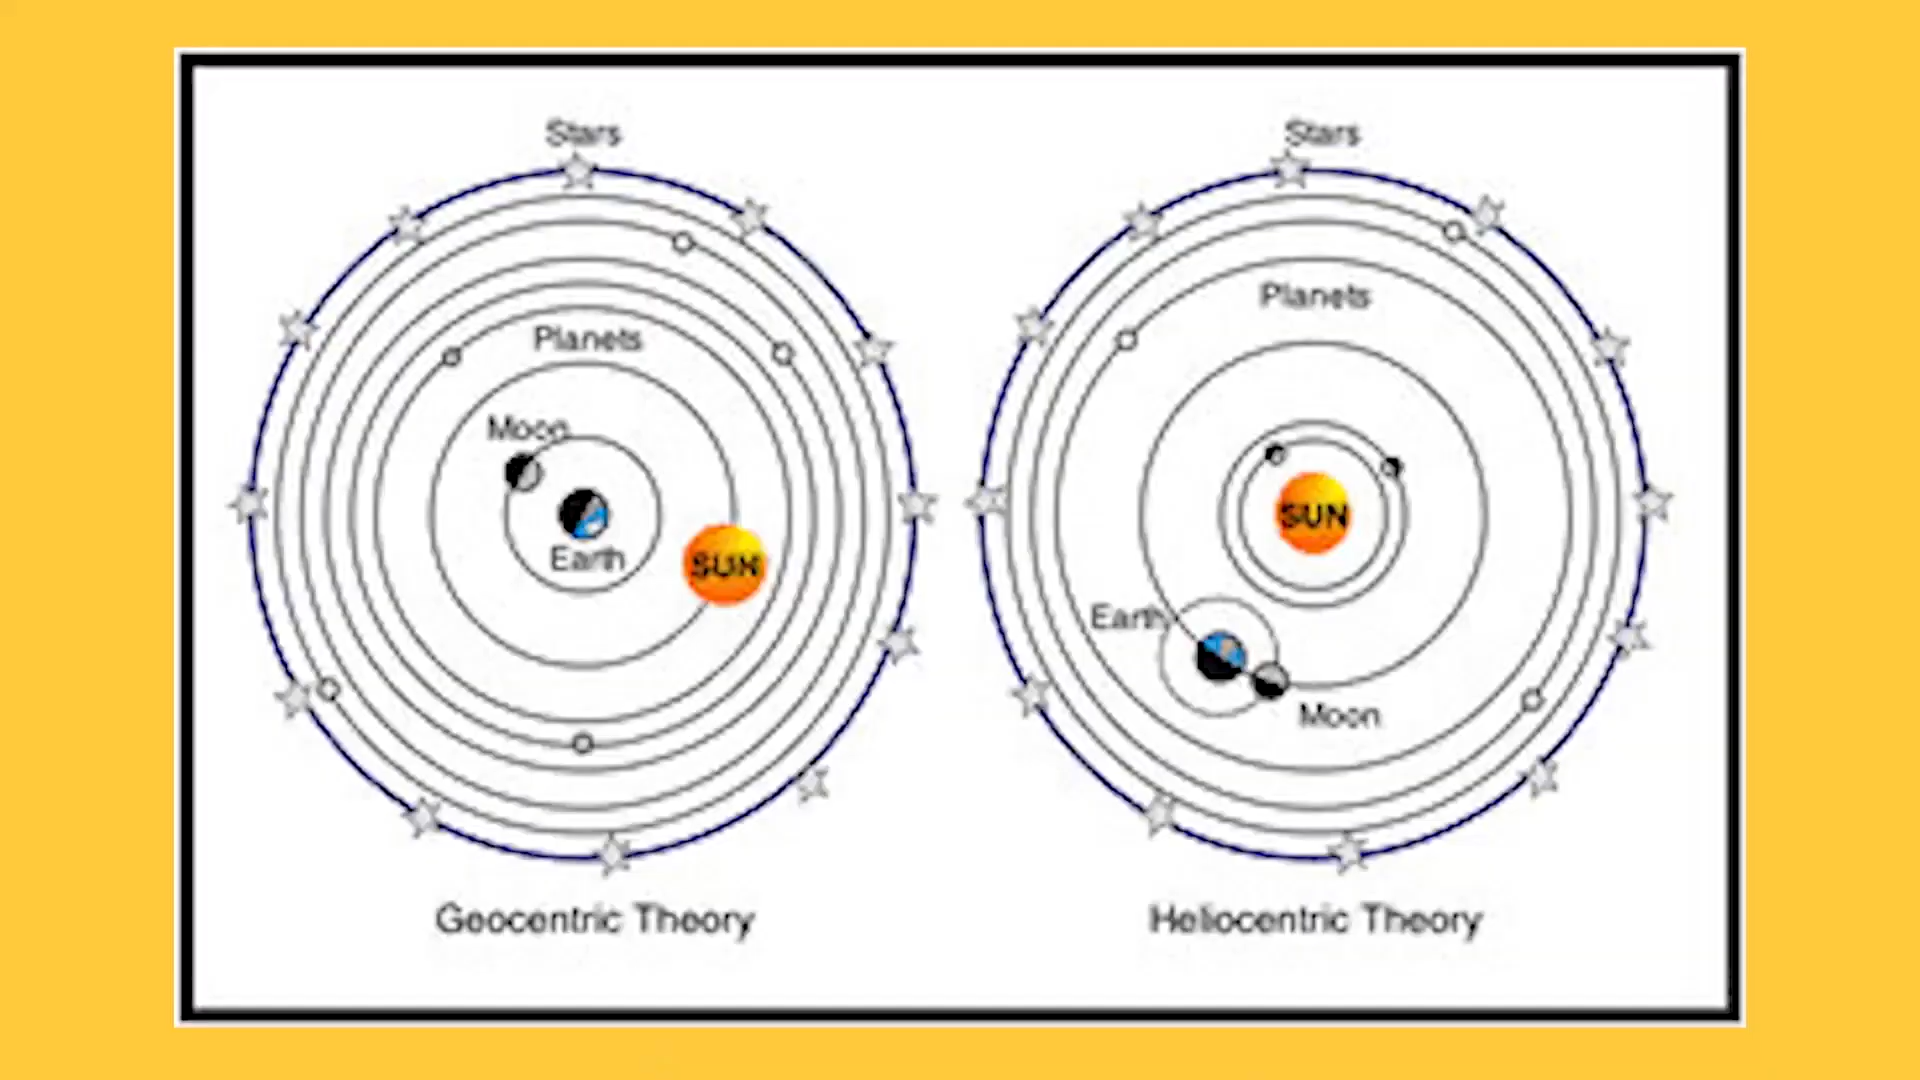 Stars
Planets
Moon
Earth
SUN
Geocentric Theory
Stars
Planets
SUN
Earth
Moon
Heliocentric Theory